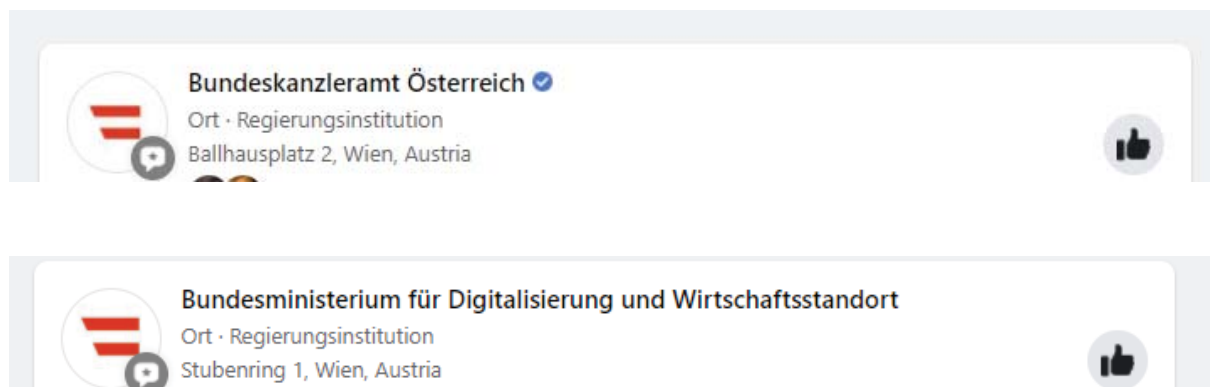 Bundeskanzleramt Österreich
Ort · Regierungsinstitution
Ballhausplatz 2, Wien, Austria
Bundesministerium für Digitalisierung und Wirtschaftsstandort
Ort · Regierungsinstitution
Stubenring 1, Wien, Austria